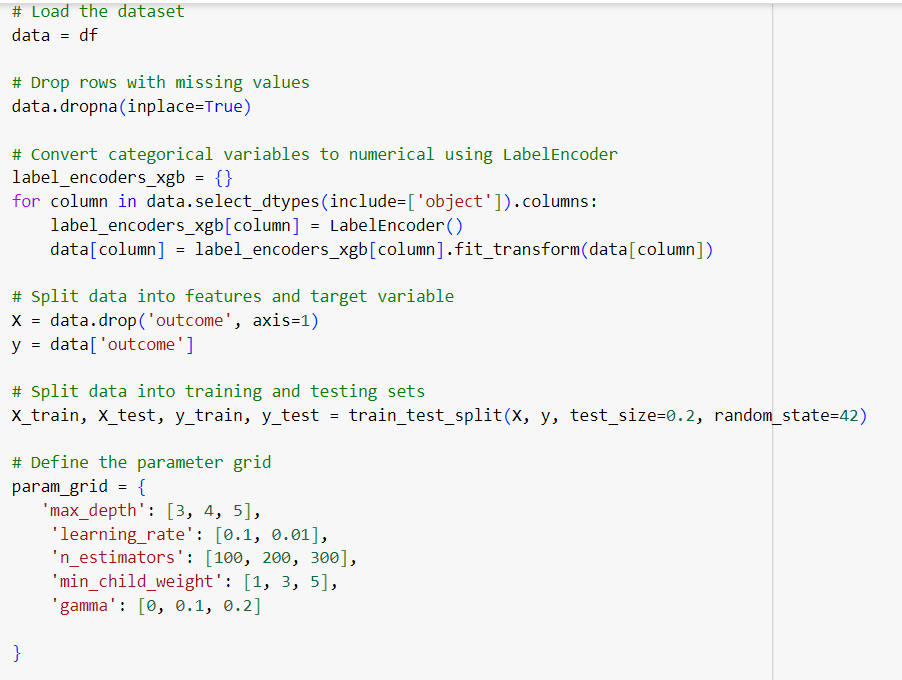 # Load the dataset
data = df
# Drop rows with missing values
data.dropna(inplace=True)
# Convert categorical variables to numerical using LabelEncoder
label_encoders_xgb = {}
for column in data.select_dtypes(include=['object']).columns:
    label_encoders_xgb[column] = LabelEncoder()
    data[column] = label_encoders_xgb[column].fit_transform(data[column])
# Split data into features and target variable
X = data.drop('outcome', axis=1)
y = data['outcome']
# Split data into training and testing sets
X_train, X_test, y_train, y_test = train_test_split(X, y, test_size=0.2, random_state=42)
# Define the parameter grid
param_grid = {
   'max_depth': [3, 4, 5],
    'learning_rate': [0.1, 0.01],
    'n_estimators': [100, 200, 300],
    'min_child_weight': [1, 3, 5],
    'gamma': [0, 0.1, 0.2]
}